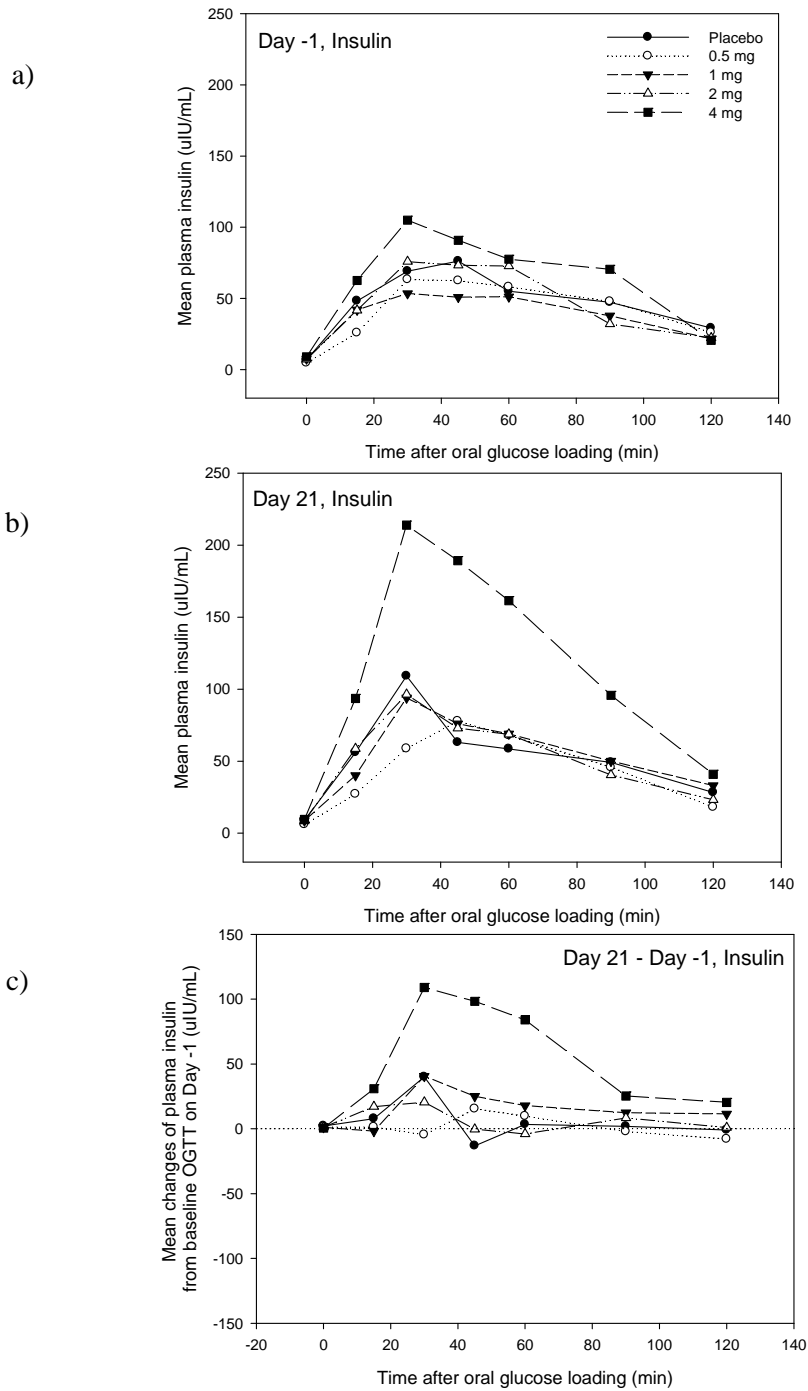 a)
Day -1, Insulin
Placebo
0.5 mg
1 mg
2 mg
4 mg
Mean plasma insulin (uIU/mL)
250
200
150
100
50
0
0 20 40 60 80 100 120 140
Time after oral glucose loading (min)
b)
Day 21, Insulin
Mean plasma insulin (uIU/mL)
250
200
150
100
50
0
0 20 40 60 80 100 120 140
Time after oral glucose loading (min)
c)
Day 21 - Day -1, Insulin
Mean changes of plasma insulin
from baseline OGTT on Day -1 (uIU/mL)
150
100
50
0
-50
-100
-150
-20 0 20 40 60 80 100 120 140
Time after oral glucose loading (min)